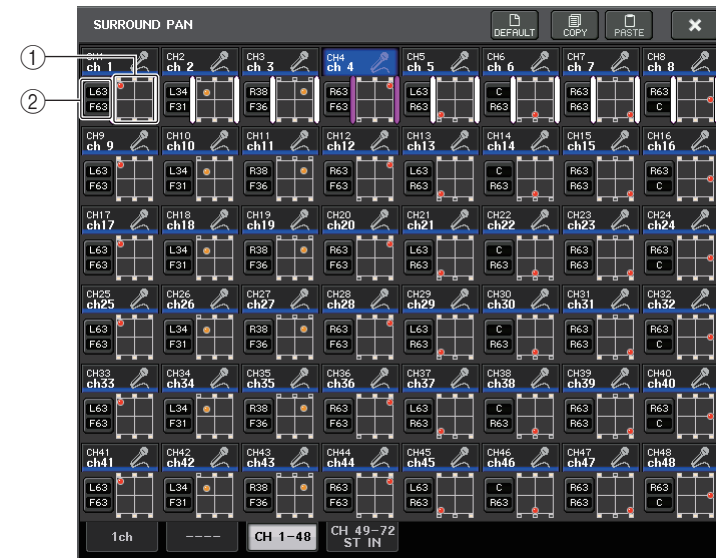 SURROUND PAN DEFAULT COPY PASTE
①
②
CH1 CH2 CH3 CH4 CH5 CH6 CH7 CH8
ch 1 ch 2 ch 3 ch 4 ch 5 ch 6 ch 7 ch 8
L63 L34 R38 R63 L63 C R63 R63
F63 F31 F36 F63 R63 R63 R63 C
CH9 CH10 CH11 CH12 CH13 CH14 CH15 CH16
ch 9 ch10 ch11 ch12 ch13 ch14 ch15 ch16
L63 L34 R38 R63 L63 C R63 R63
F63 F31 F36 F63 R63 R63 R63 C
CH17 CH18 CH19 CH20 CH21 CH22 CH23 CH24
ch17 ch18 ch19 ch20 ch21 ch22 ch23 ch24
L63 L34 R38 R63 L63 C R63 R63
F63 F31 F36 F63 R63 R63 R63 C
CH25 CH26 CH27 CH28 CH29 CH30 CH31 CH32
ch25 ch26 ch27 ch28 ch29 ch30 ch31 ch32
L63 L34 R38 R63 L63 C R63 R63
F63 F31 F36 F63 R63 R63 R63 C
CH33 CH34 CH35 CH36 CH37 CH38 CH39 CH40
ch33 ch34 ch35 ch36 ch37 ch38 ch39 ch40
L63 L34 R38 R63 L63 C R63 R63
F63 F31 F36 F63 R63 R63 R63 C
CH41 CH42 CH43 CH44 CH45 CH46 CH47 CH48
ch41 ch42 ch43 ch44 ch45 ch46 ch47 ch48
L63 L34 R38 R63 L63 C R63 R63
F63 F31 F36 F63 R63 R63 R63 C
1ch ---- CH 1-48 CH 49-72
ST IN